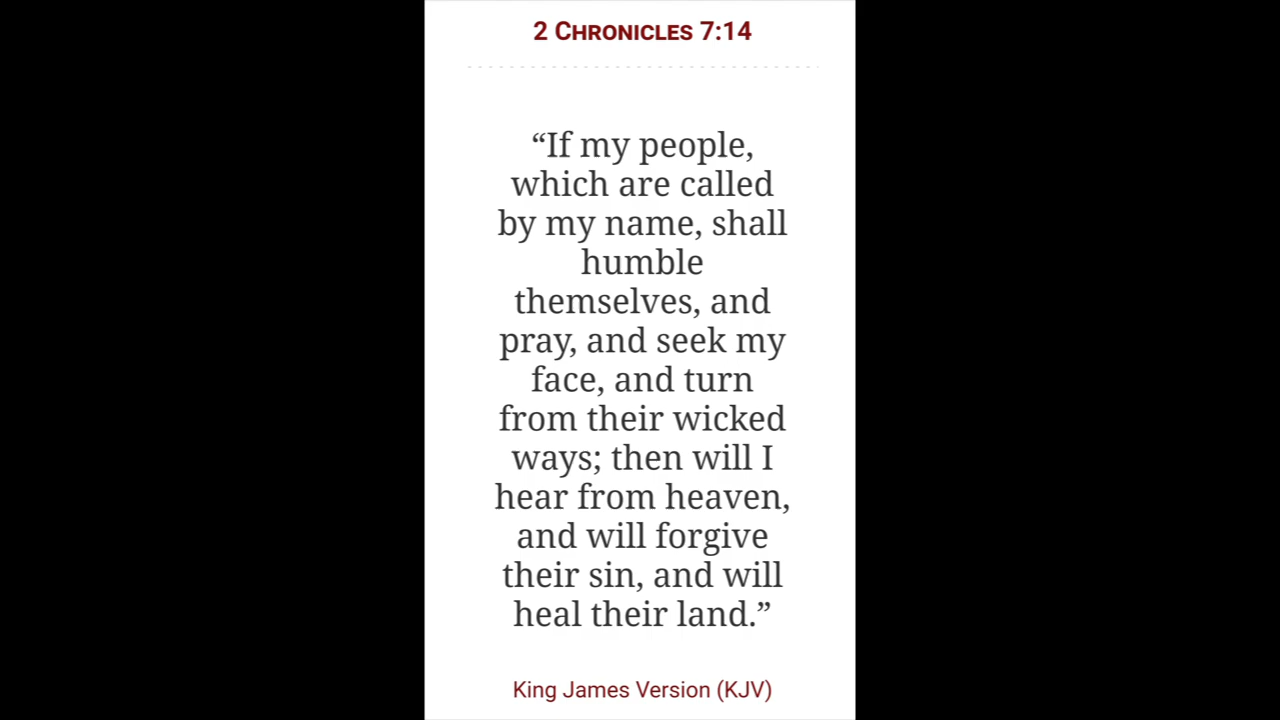 2 Chronicles 7:14
“If my people,
which are called
by my name, shall
humble
themselves, and
pray, and seek my
face, and turn
from their wicked
ways; then will I
hear from heaven,
and will forgive
their sin, and will
heal their land.”
King James Version (KJV)